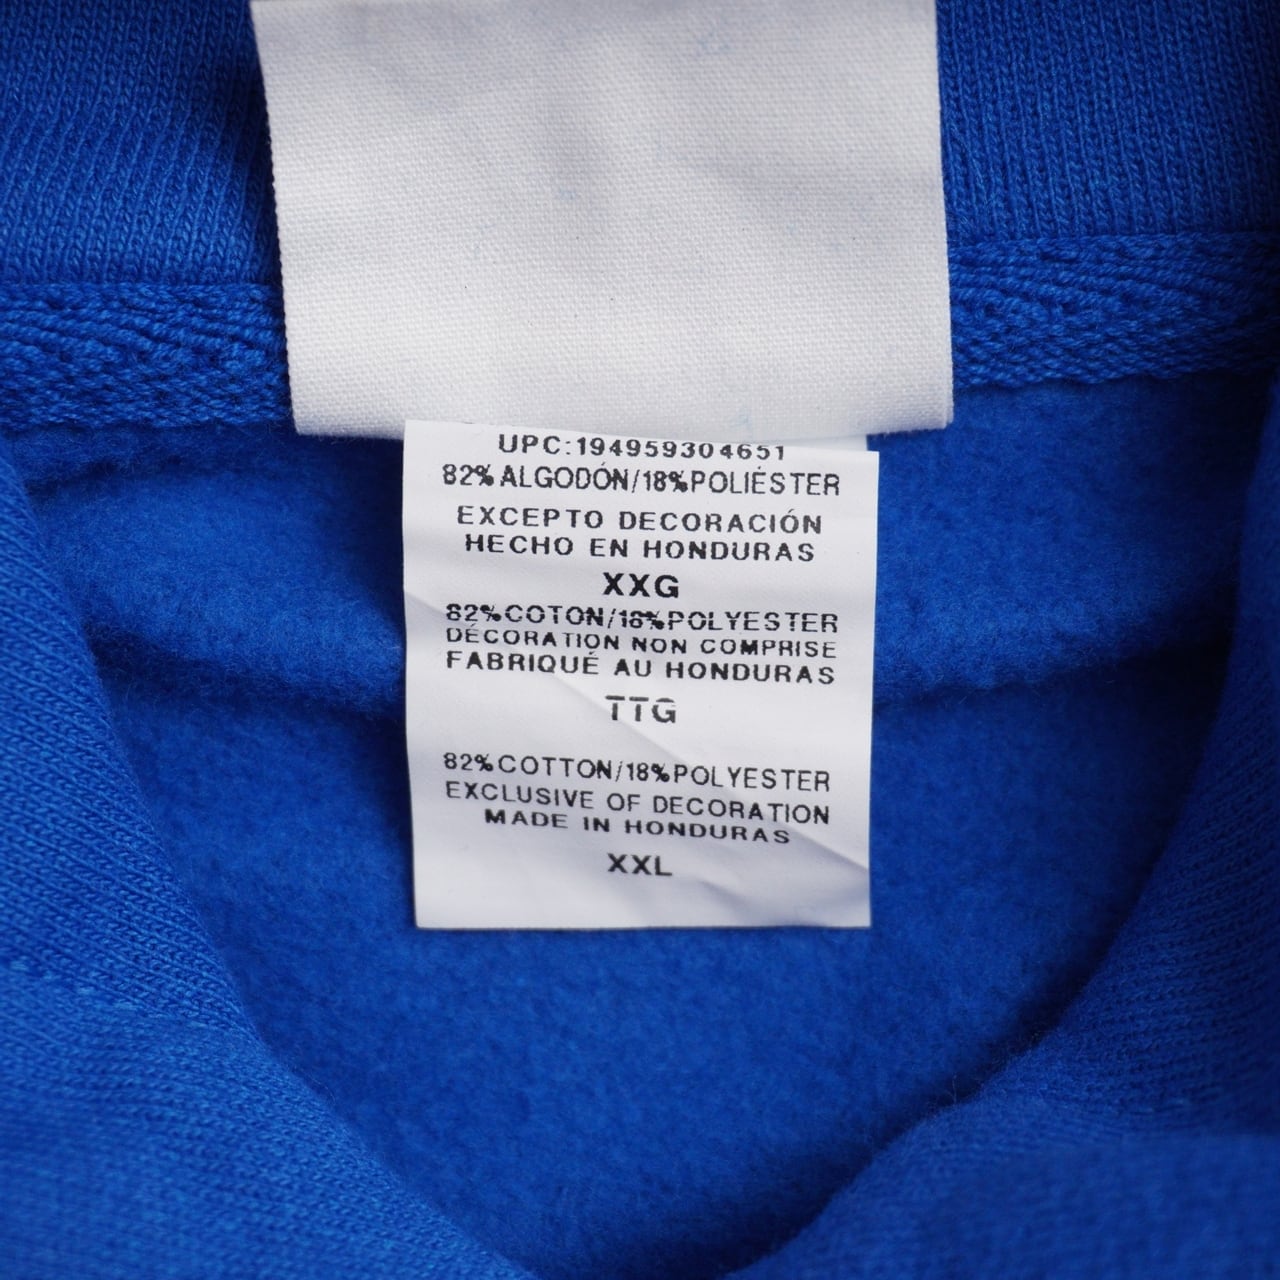 UPC:194959304651
82% ALGODÓN/18%POLIÉSTER
EXCEPTO DECORACIÓN
HECHO EN HONDURAS
XXG
82%COTON/18%POLYESTER
DÉCORATION NON COMPRISE
FABRIQUÉ AU HONDURAS
TTG
82%COTTON/18%POLYESTER
EXCLUSIVE OF DECORATION
MADE IN HONDURAS
XXL